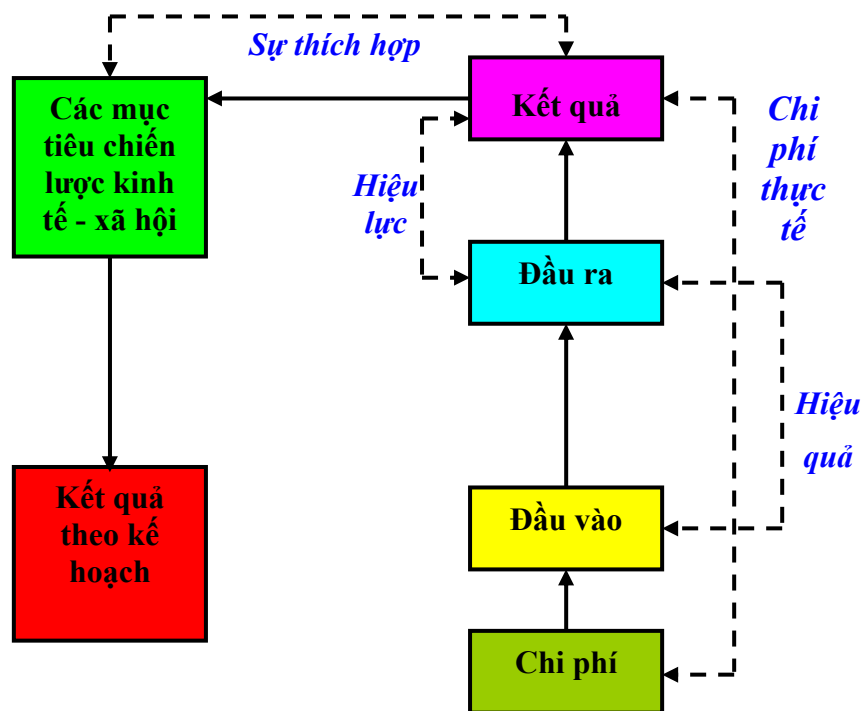 Sự thích hợp
Các mục
tiêu chiến
lược kinh
tế - xã hội
Kết quả
Chi
phí
thực
tế
Hiệu
lực
Đầu ra
Hiệu
quả
Kết quả
theo kế
hoạch
Đầu vào
Chi phí